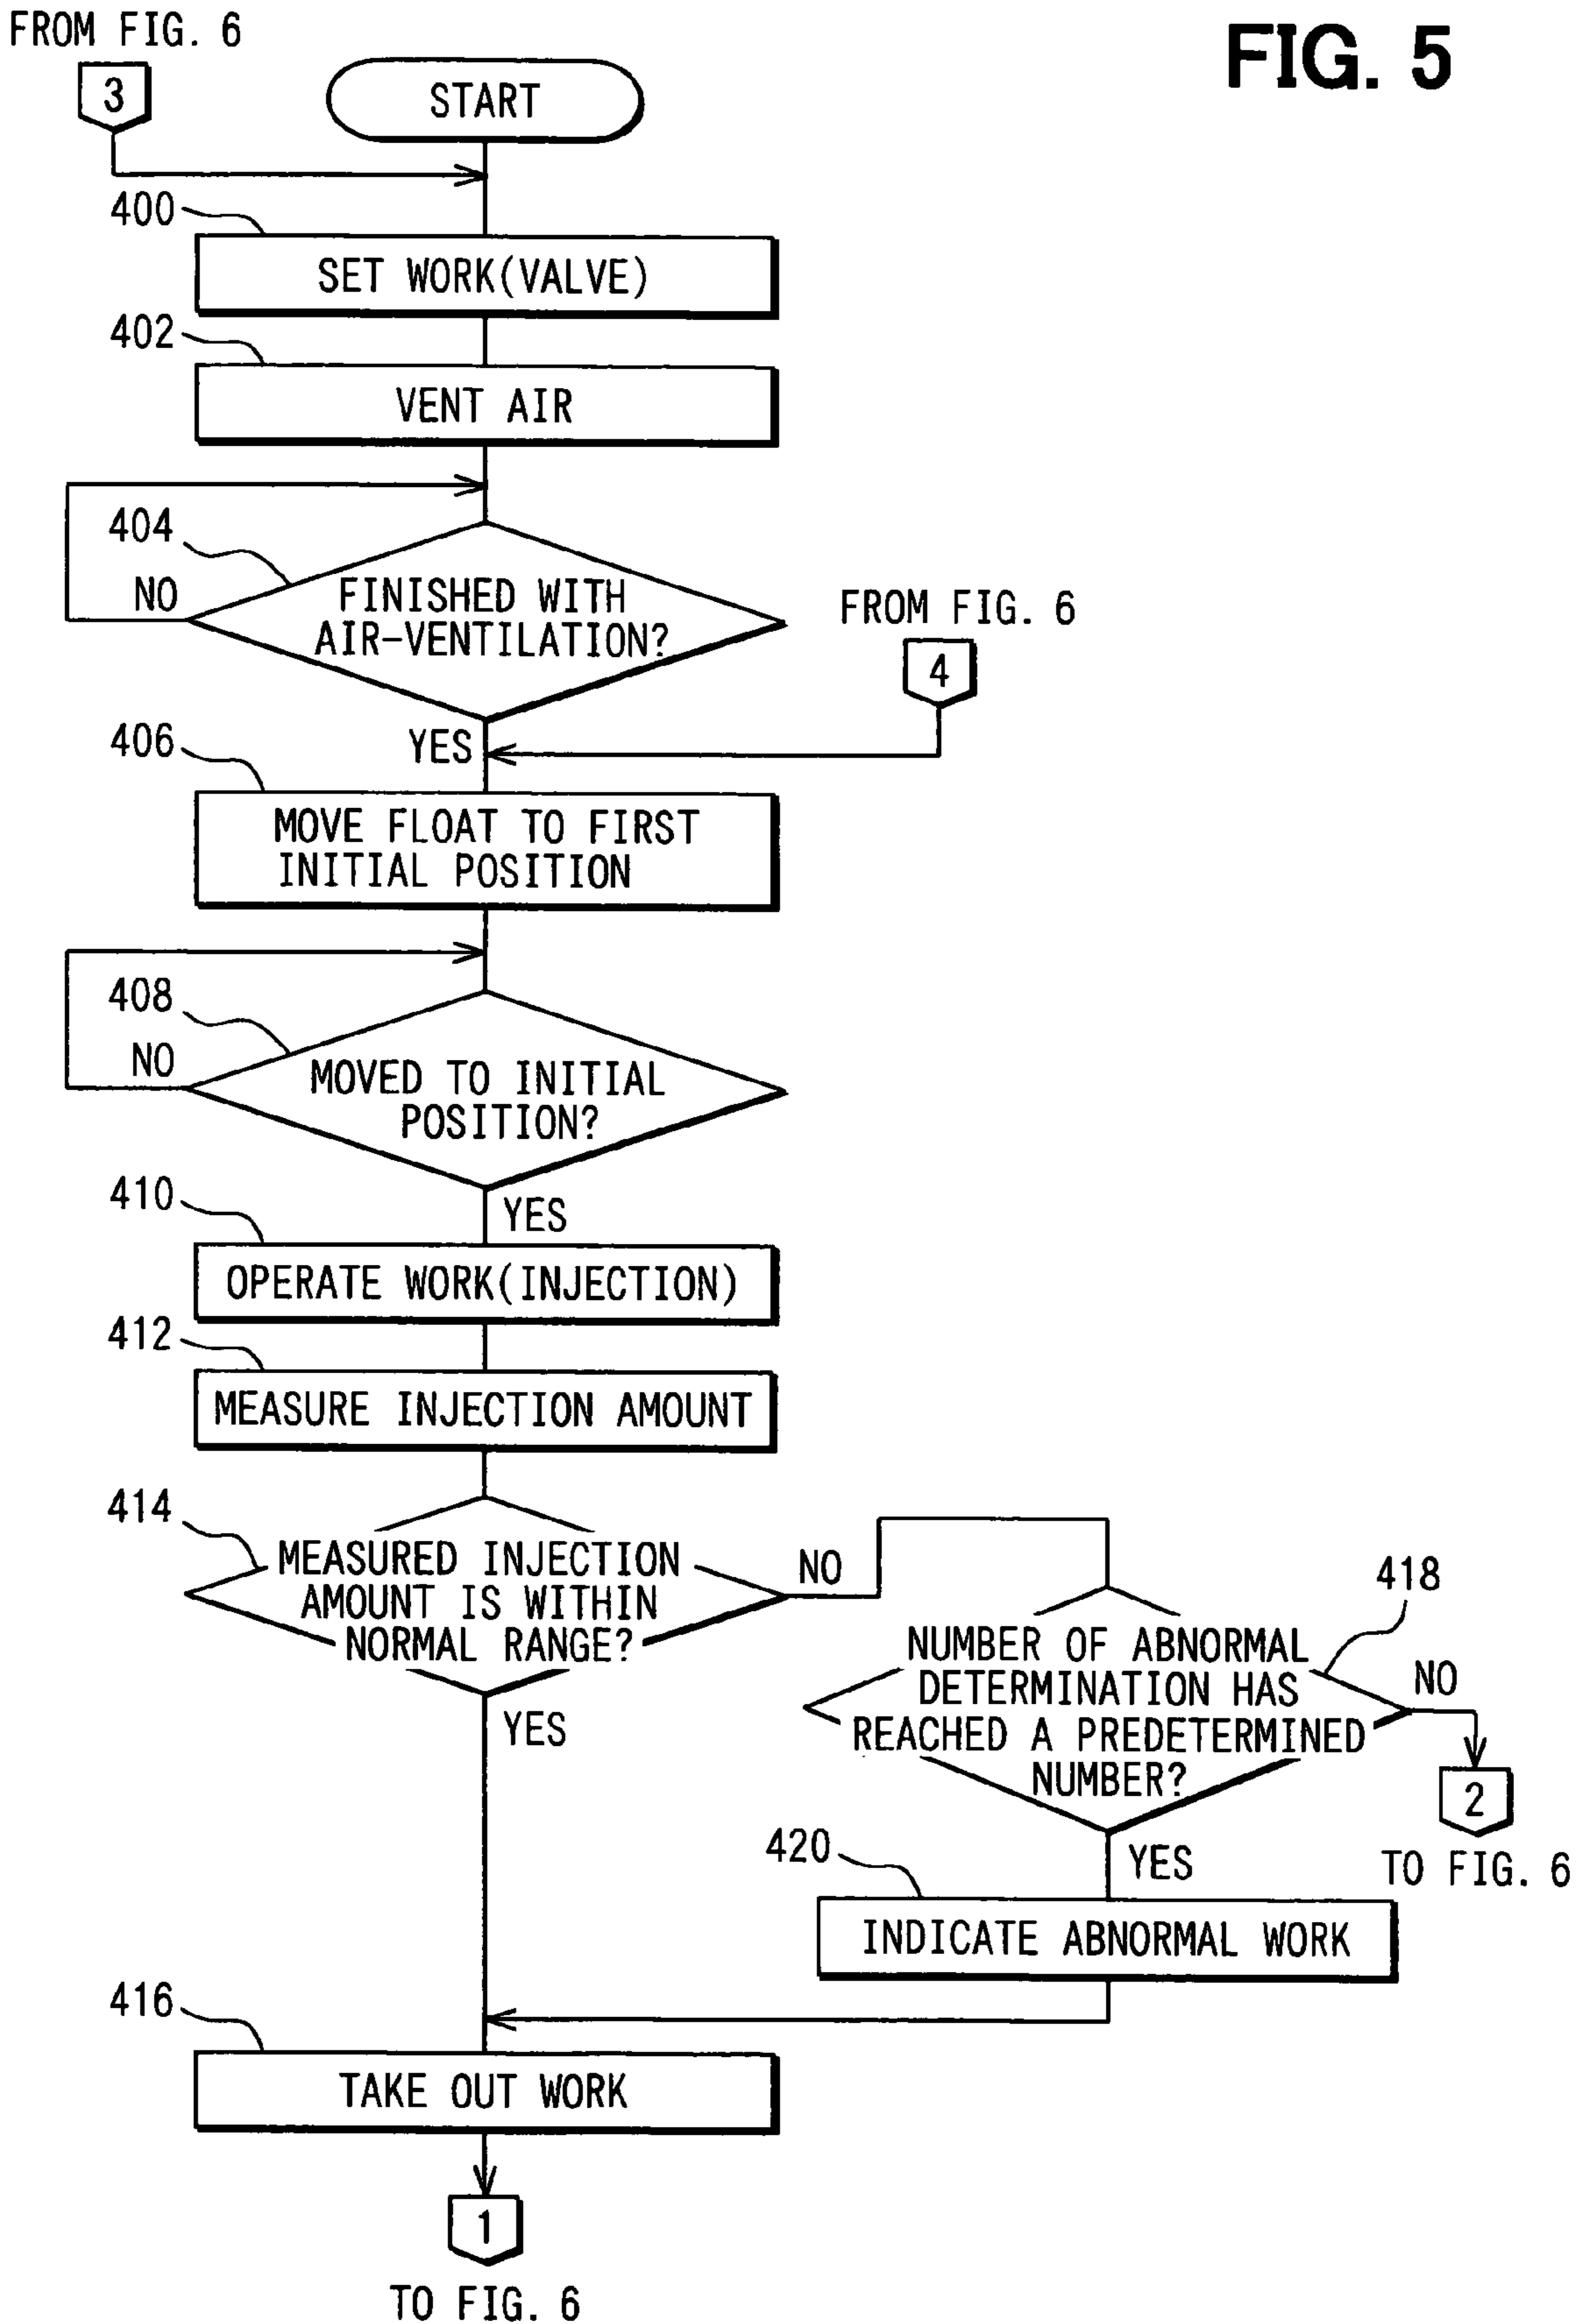 FROM FIG. 6
FIG. 5
3
START
400
SET WORK(VALVE)
402
VENT AIR
404
NO
FINISHED WITH
AIR-VENTILATION?
FROM FIG. 6
4
406
YES
MOVE FLOAT TO FIRST
INITIAL POSITION
408
NO
MOVED TO INITIAL
POSITION?
410
YES
OPERATE WORK(INJECTION)
412
MEASURE INJECTION AMOUNT
414
MEASURED INJECTION
AMOUNT IS WITHIN
NORMAL RANGE?
NO
418
NUMBER OF ABNORMAL
DETERMINATION HAS
REACHED A PREDETERMINED
NUMBER?
NO
YES
2
TO FIG. 6
420
YES
INDICATE ABNORMAL WORK
416
TAKE OUT WORK
1
TO FIG. 6